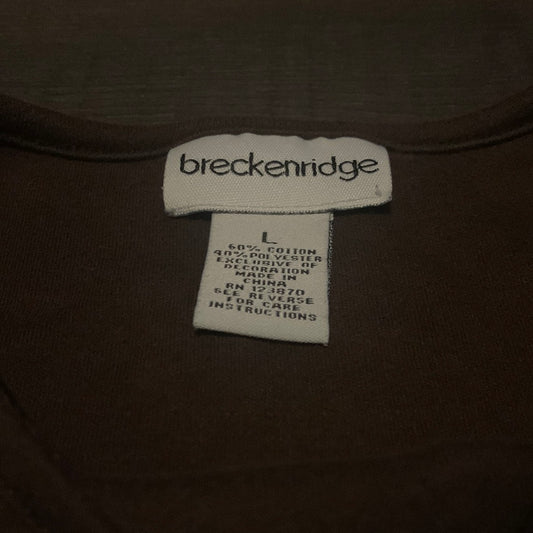 breckenridge
L
60% COTTON
40% POLYESTER
EXCLUSIVE OF
DECORATION
MADE IN
CHINA
RN 123870
SEE REVERSE
FOR CARE
INSTRUCTIONS